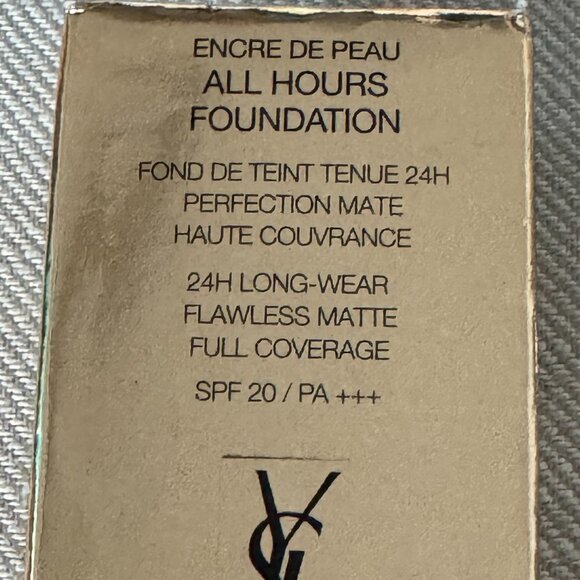 ENCRE DE PEAU
ALL HOURS
FOUNDATION
FOND DE TEINT TENUE 24H
PERFECTION MATE
HAUTE COUVRANCE
24H LONG-WEAR
FLAWLESS MATTE
FULL COVERAGE
SPF 20 / PA +++